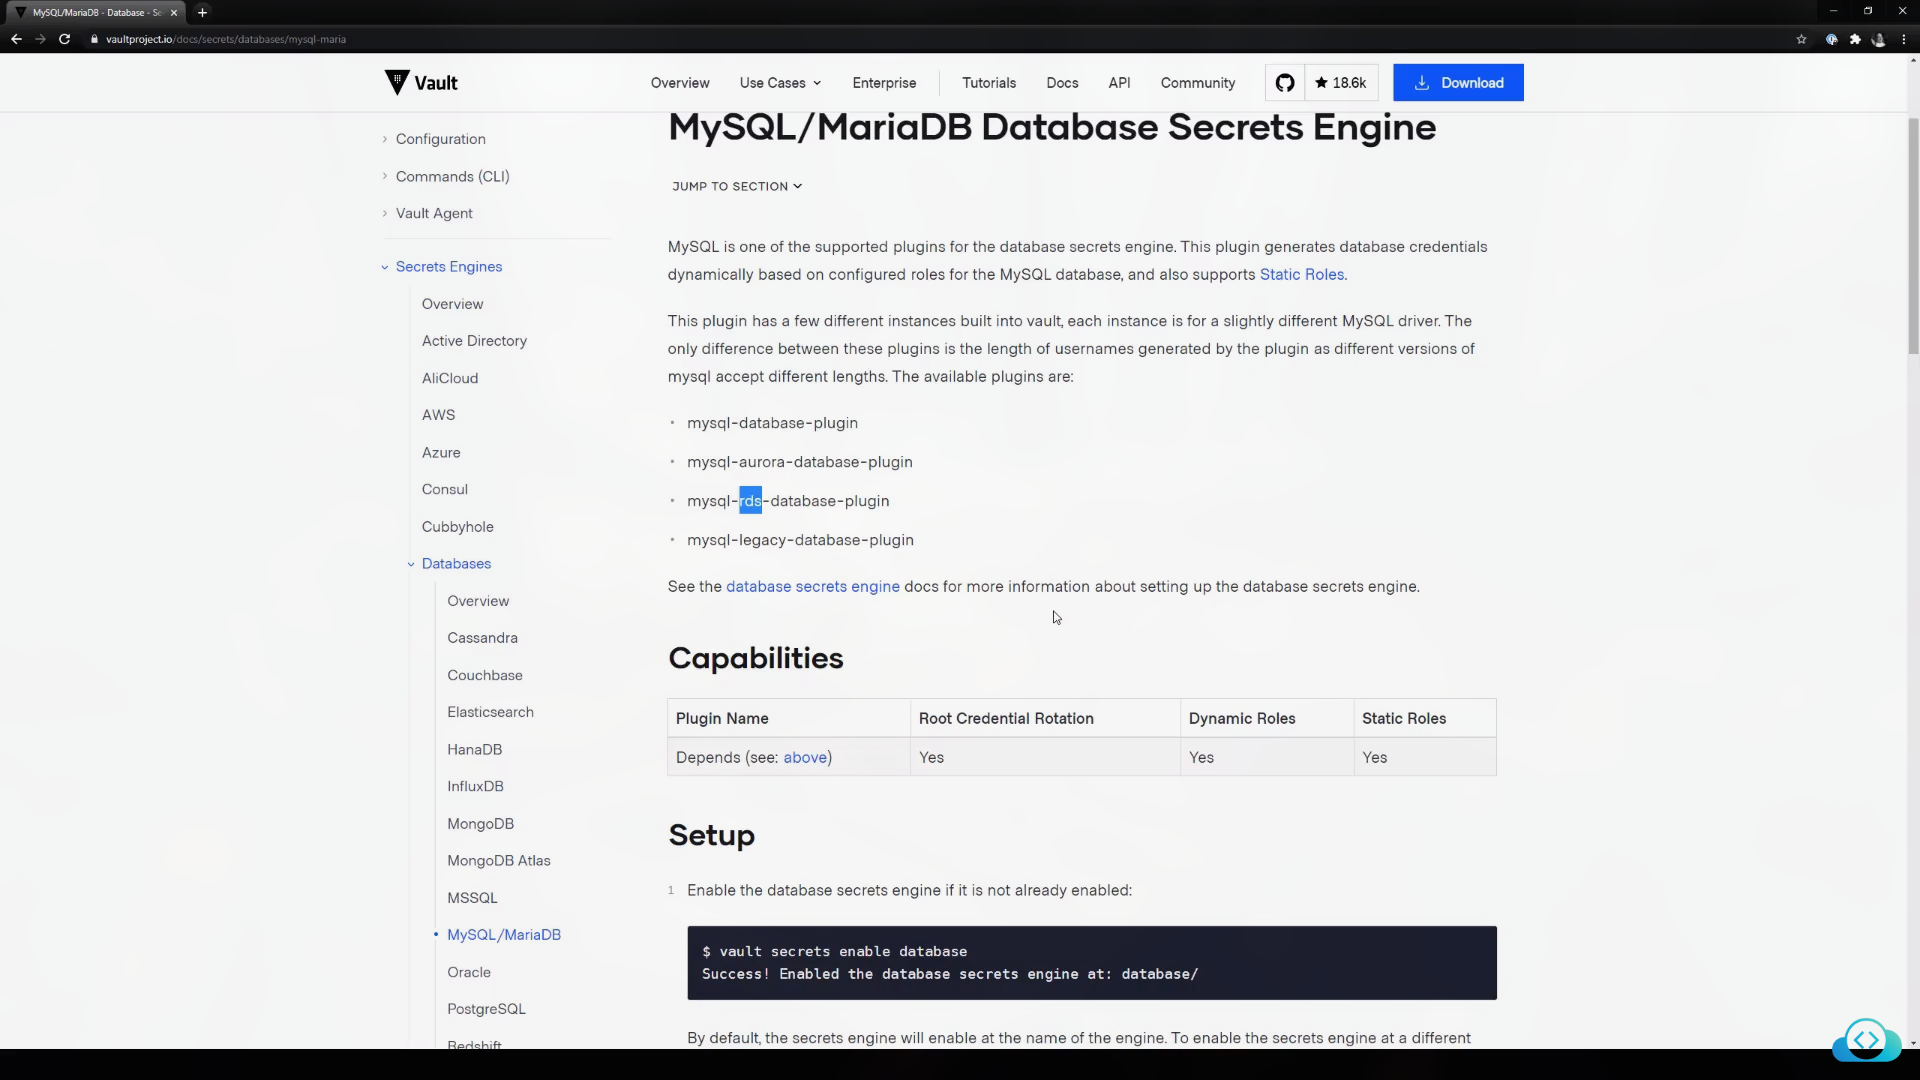 MySQL/MariaDB - Database - Se
vaultproject.io/docs/secrets/databases/mysql-maria
Vault
Overview
Use Cases
Enterprise
Tutorials
Docs
API
Community
18.6k
Download
Configuration
Commands (CLI)
Vault Agent
Secrets Engines
Overview
Active Directory
AliCloud
AWS
Azure
Consul
Cubbyhole
Databases
Overview
Cassandra
Couchbase
Elasticsearch
HanaDB
InfluxDB
MongoDB
MongoDB Atlas
MSSQL
MySQL/MariaDB
Oracle
PostgreSQL
Redshift
MySQL/MariaDB Database Secrets Engine
JUMP TO SECTION
MySQL is one of the supported plugins for the database secrets engine. This plugin generates database credentials
dynamically based on configured roles for the MySQL database, and also supports Static Roles.
This plugin has a few different instances built into vault, each instance is for a slightly different MySQL driver. The
only difference between these plugins is the length of usernames generated by the plugin as different versions of
mysql accept different lengths. The available plugins are:
• mysql-database-plugin
• mysql-aurora-database-plugin
• mysql-rds-database-plugin
• mysql-legacy-database-plugin
See the database secrets engine docs for more information about setting up the database secrets engine.
Capabilities
Plugin Name Root Credential Rotation Dynamic Roles Static Roles
Depends (see: above) Yes Yes Yes
Setup
1 Enable the database secrets engine if it is not already enabled:
$ vault secrets enable database
Success! Enabled the database secrets engine at: database/
By default, the secrets engine will enable at the name of the engine. To enable the secrets engine at a different